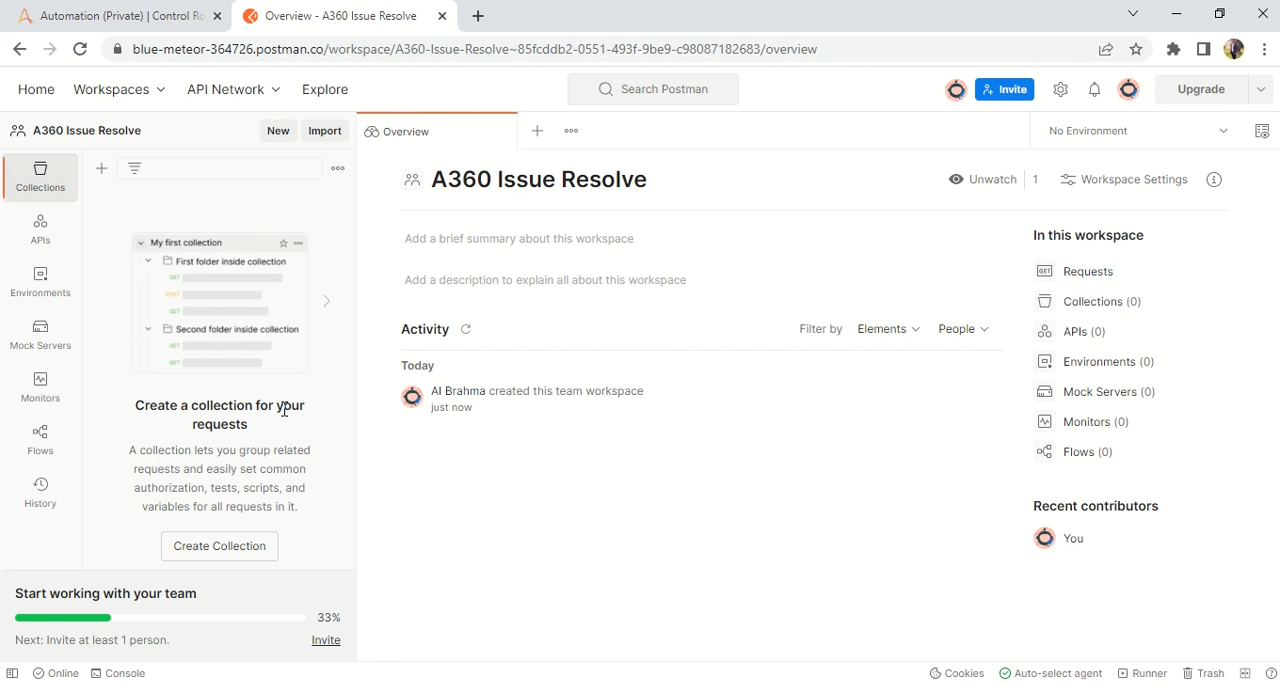 Automation (Private) | Control Ro
Overview - A360 Issue Resolve
blue-meteor-364726.postman.co/workspace/A360-Issue-Resolve~85fcddb2-0551-493f-9be9-c98087182683/overview
Home
Workspaces
API Network
Explore
Search Postman
Invite
Upgrade
A360 Issue Resolve
New
Import
Overview
No Environment
Collections
APIs
Environments
Mock Servers
Monitors
Flows
History
My first collection
First folder inside collection
GET
POST
GET
Second folder inside collection
GET
GET
Create a collection for your
requests
A collection lets you group related
requests and easily set common
authorization, tests, scripts, and
variables for all requests in it.
Create Collection
Start working with your team
33%
Next: Invite at least 1 person.
Invite
A360 Issue Resolve
Unwatch
1
Workspace Settings
Add a brief summary about this workspace
Add a description to explain all about this workspace
Activity
Filter by
Elements
People
Today
Al Brahma created this team workspace
just now
In this workspace
GET
Requests
Collections (0)
APIs (0)
Environments (0)
Mock Servers (0)
Monitors (0)
Flows (0)
Recent contributors
You
Online
Console
Cookies
Auto-select agent
Runner
Trash